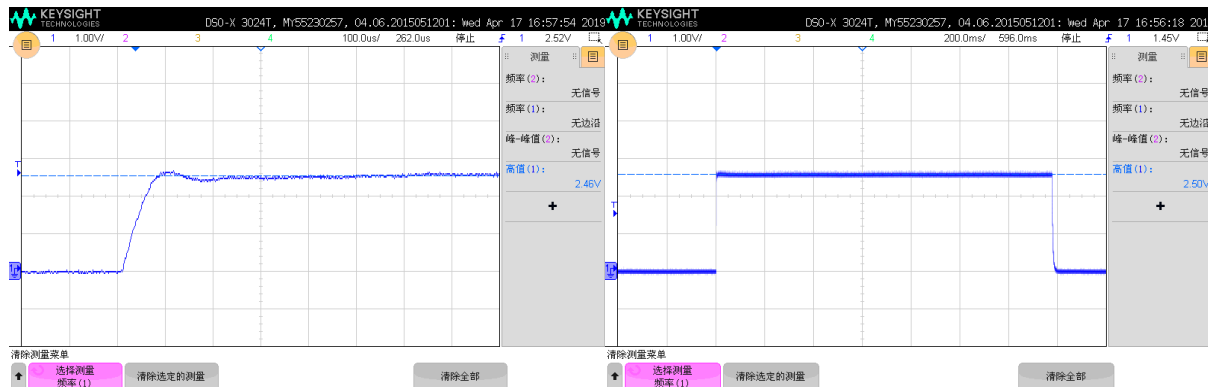 KEYSIGHT
TECHNOLOGIES
DSO-X 3024T, MY55230257, 04.06.2015051201: Wed Apr 17 16:57:54 2019
1 1.00V/ 2 3 4 100.0us/ 262.0us 停止 1 2.52V
测量
频率(2):
无信号
频率(1):
无边沿
峰-峰值(2):
无信号
高值(1):
2.46V
+
T
1
清除测量菜单
选择测量
频率(1)
清除选定的测量
清除全部
KEYSIGHT
TECHNOLOGIES
DSO-X 3024T, MY55230257, 04.06.2015051201: Wed Apr 17 16:56:18 201
1 1.00V/ 2 3 4 200.0ms/ 596.0ms 停止 1 1.45V
测量
频率(2):
无信号
频率(1):
无边沿
峰-峰值(2):
无信号
高值(1):
2.50V
+
T
1
清除测量菜单
选择测量
频率(1)
清除选定的测量
清除全部